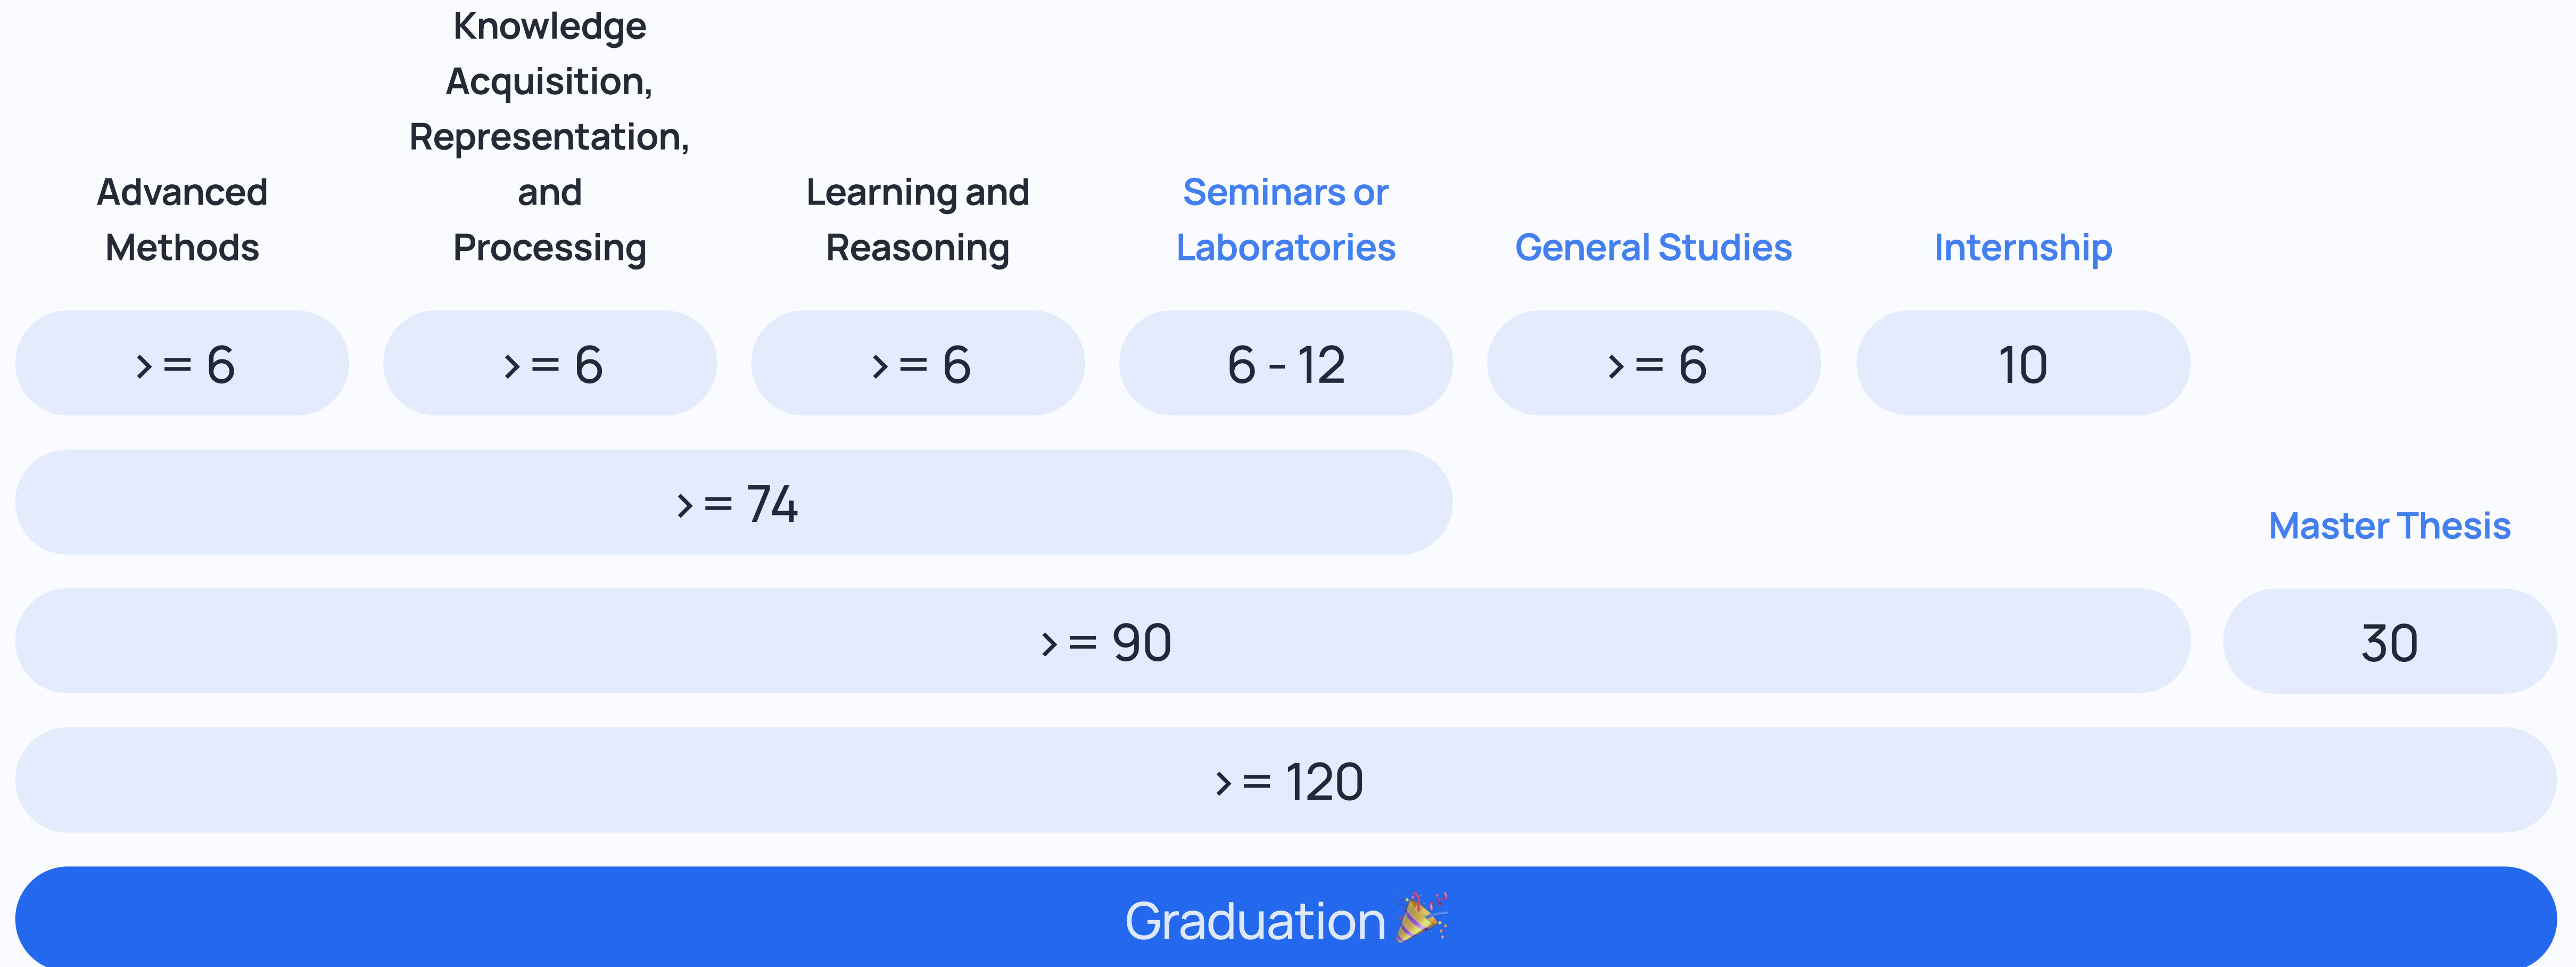 Advanced
Methods
Knowledge
Acquisition,
Representation,
and
Processing
Learning and
Reasoning
Seminars or
Laboratories
General Studies
Internship
>= 6
>= 6
>= 6
6 - 12
>= 6
10
>= 74
Master Thesis
>= 90
30
>= 120
Graduation 🎉